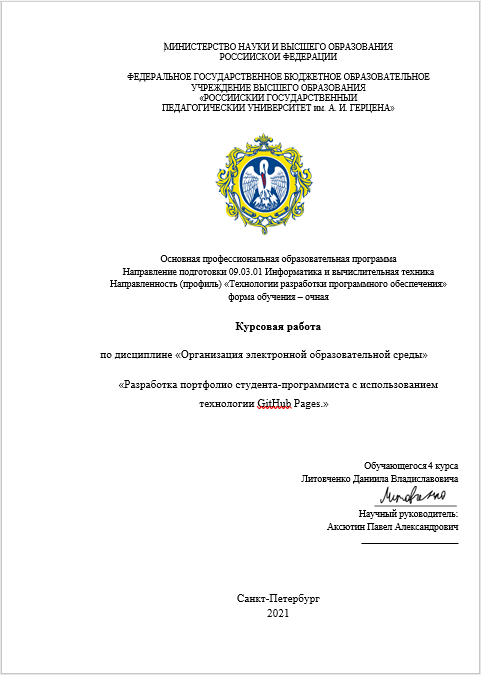 МИНИСТЕРСТВО НАУКИ И ВЫСШЕГО ОБРАЗОВАНИЯ
РОССИЙСКОЙ ФЕДЕРАЦИИ
ФЕДЕРАЛЬНОЕ ГОСУДАРСТВЕННОЕ БЮДЖЕТНОЕ ОБРАЗОВАТЕЛЬНОЕ
УЧРЕЖДЕНИЕ ВЫСШЕГО ОБРАЗОВАНИЯ
«РОССИЙСКИЙ ГОСУДАРСТВЕННЫЙ
ПЕДАГОГИЧЕСКИЙ УНИВЕРСИТЕТ им. А. И. ГЕРЦЕНА»
Основная профессиональная образовательная программа
Направление подготовки 09.03.01 Информатика и вычислительная техника
Направленность (профиль) «Технологии разработки программного обеспечения»
форма обучения – очная
Курсовая работа
по дисциплине «Организация электронной образовательной среды»
«Разработка портфолио студента-программиста с использованием
технологии GitHub Pages.»
Обучающегося 4 курса
Литовченко Даниила Владиславовича
Научный руководитель:
Аксютин Павел Александрович
Санкт-Петербург
2021